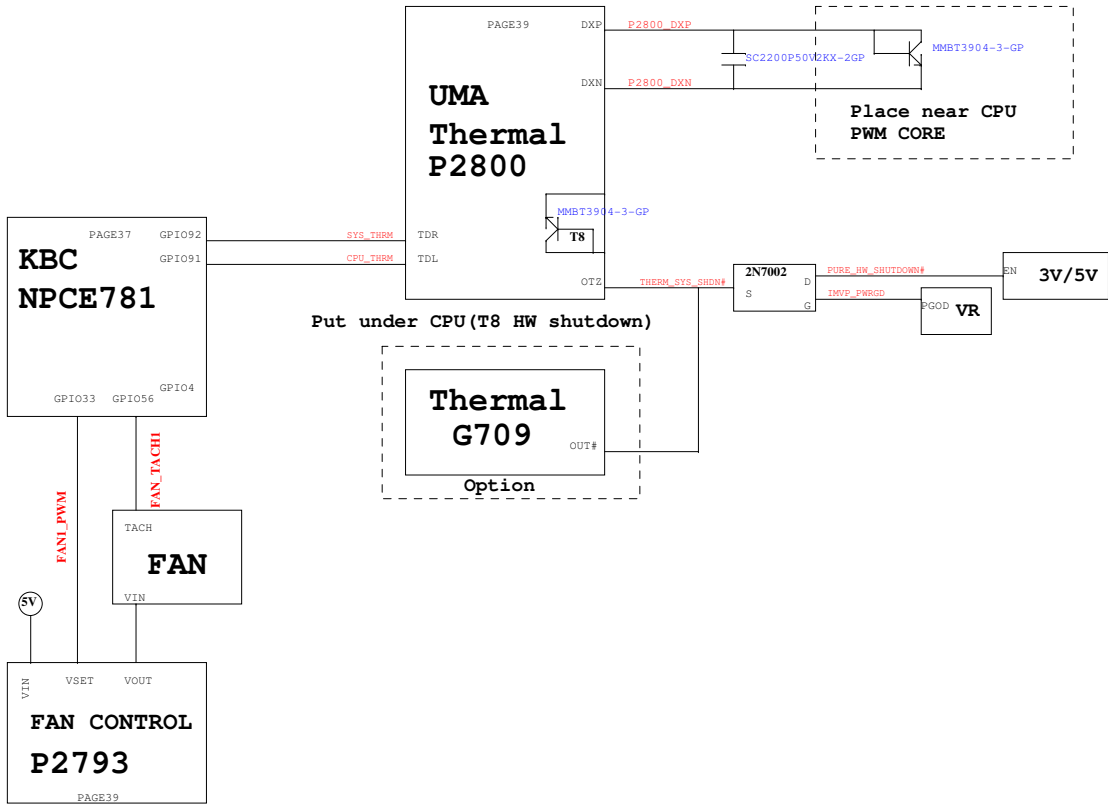 PAGE39
DXP
P2800_DXP
MMBT3904-3-GP
SC2200P50V2KX-2GP
DXN
P2800_DXN
UMA
Thermal
P2800
Place near CPU
PWM CORE
MMBT3904-3-GP
T8
PAGE37
GPIO92
SYS_THRM
TDR
KBC
GPIO91
CPU_THRM
TDL
NPCE781
OTZ
THERM_SYS_SHDN#
2N7002
S
D
G
PURE_HW_SHUTDOWN#
IMVP_PWRGD
EN
3V/5V
PGOD
VR
Put under CPU(T8 HW shutdown)
GPIO4
GPIO33
GPIO56
Thermal
G709
OUT#
Option
FAN1_PWM
FAN_TACH1
TACH
FAN
VIN
5V
VIN
VSET
VOUT
FAN CONTROL
P2793
PAGE39